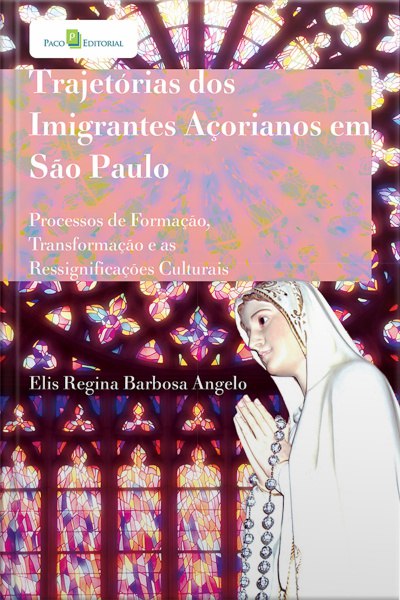 PACO EDITORIAL
Trajetórias dos
Imigrantes Açorianos em
São Paulo
Processos de Formação,
Transformação e as
Ressignificações Culturais
Elis Regina Barbosa Angelo